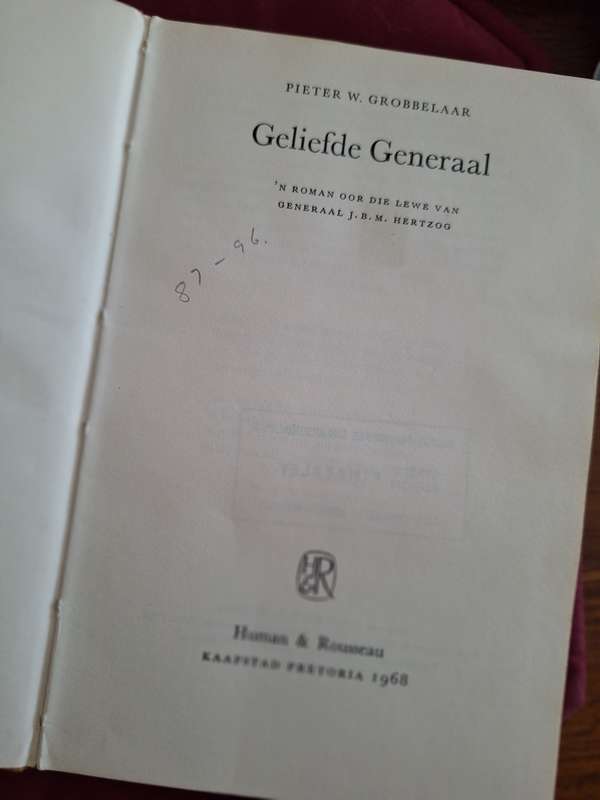 PIETER W. GROBBELAAR
Geliefde Generaal
'N ROMAN OOR DIE LEWE VAN
GENERAAL J.B.M. HERTZOG
87 - 96.
H&R
Human & Rousseau
KAAPSTAD PRETORIA 1968